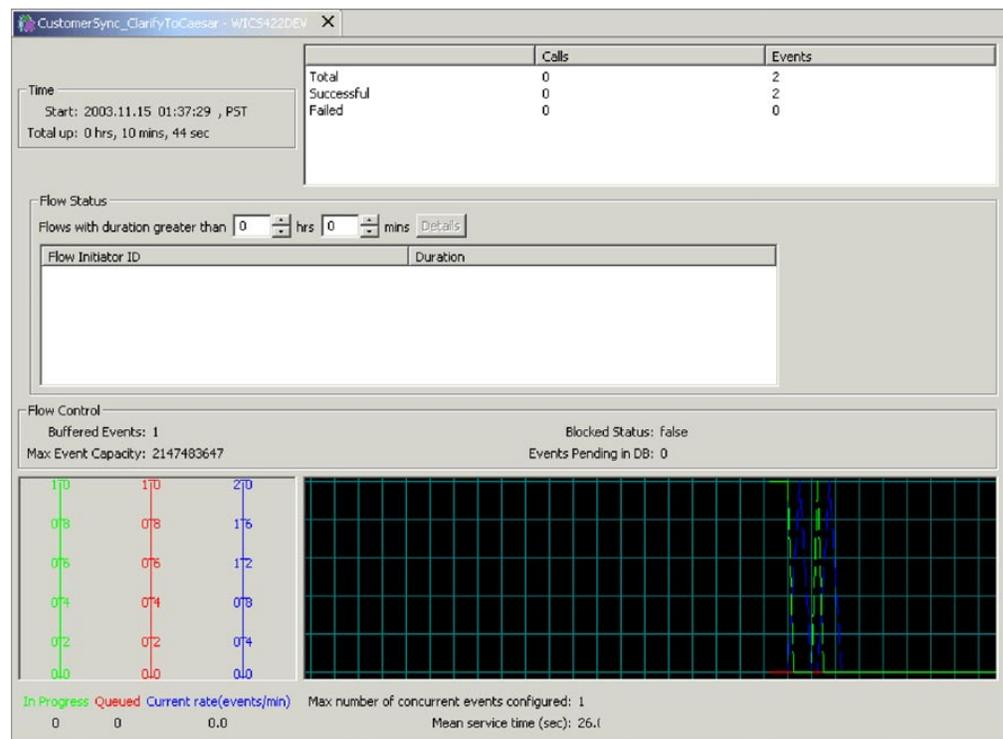 CustomerSync_ClarifyToCaesar - WICS422DEV X
Calls Events
Total 0 2
Successful 0 2
Failed 0 0
Time
Start: 2003.11.15 01:37:29 , PST
Total up: 0 hrs, 10 mins, 44 sec
Flow Status
Flows with duration greater than 0 hrs 0 mins Details
Flow Initiator ID Duration
Flow Control
Buffered Events: 1 Blocked Status: false
Max Event Capacity: 2147483647 Events Pending in DB: 0
1.0 1.0 2.0
0.8 0.8 1.6
0.6 0.6 1.2
0.4 0.4 0.8
0.2 0.2 0.4
0.0 0.0 0.0
In Progress Queued Current rate(events/min) Max number of concurrent events configured: 1
0 0 0.0 Mean service time (sec): 26.0